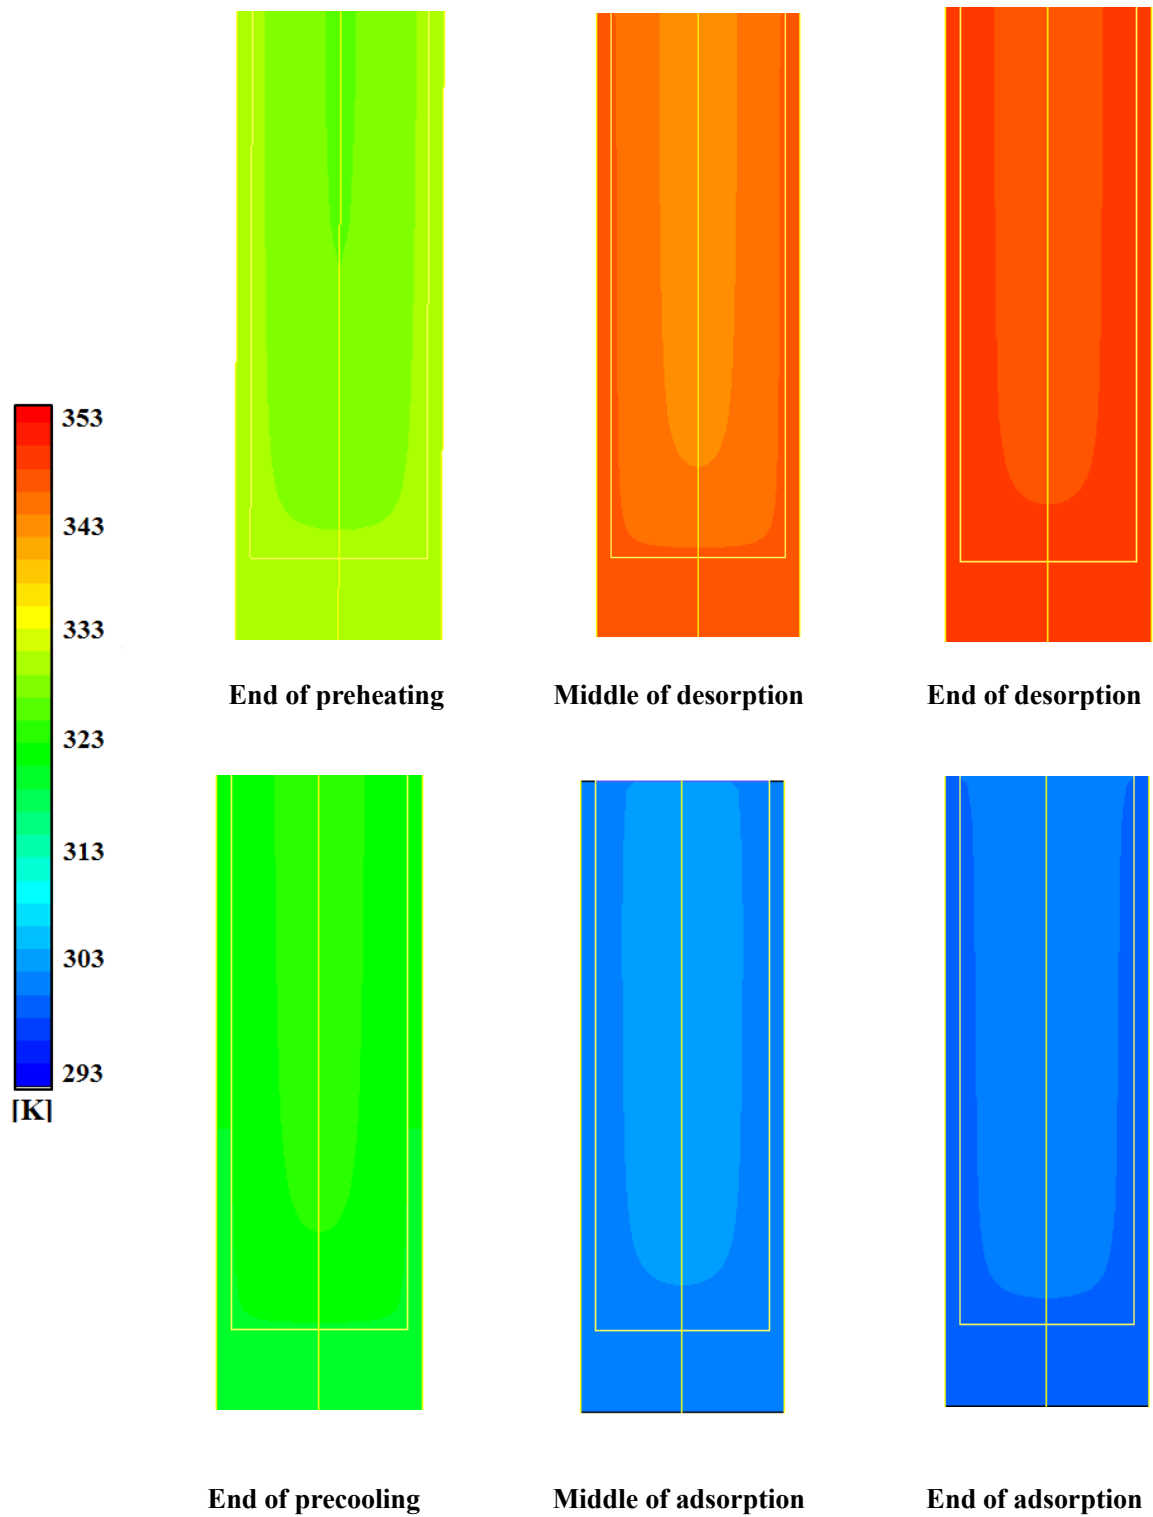 353
343
333
323
313
303
293
[K]
End of preheating
Middle of desorption
End of desorption
End of precooling
Middle of adsorption
End of adsorption